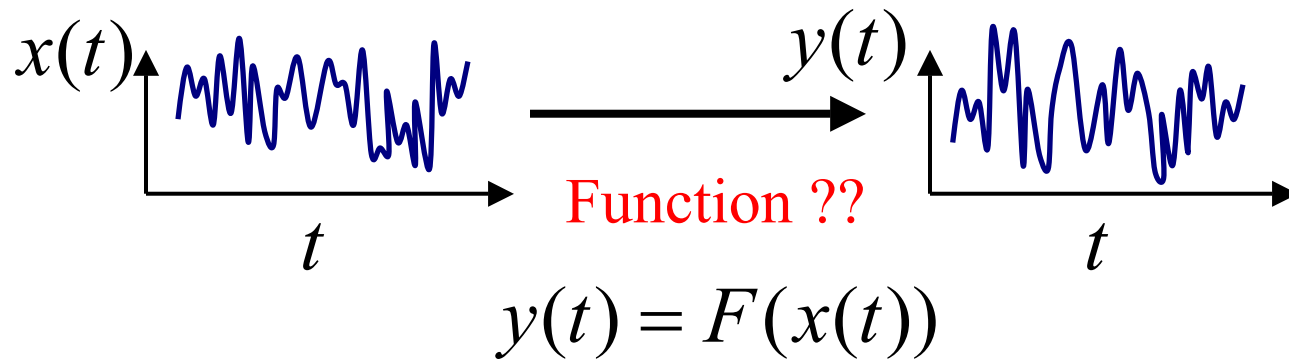 x(t)
y(t)
Function ??
t
t
y(t) = F(x(t))